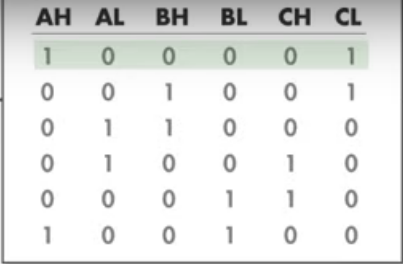 AH AL BH BL CH CL
1 0 0 0 0 1
0 0 1 0 0 1
0 1 1 0 0 0
0 1 0 0 1 0
0 0 0 1 1 0
1 0 0 1 0 0